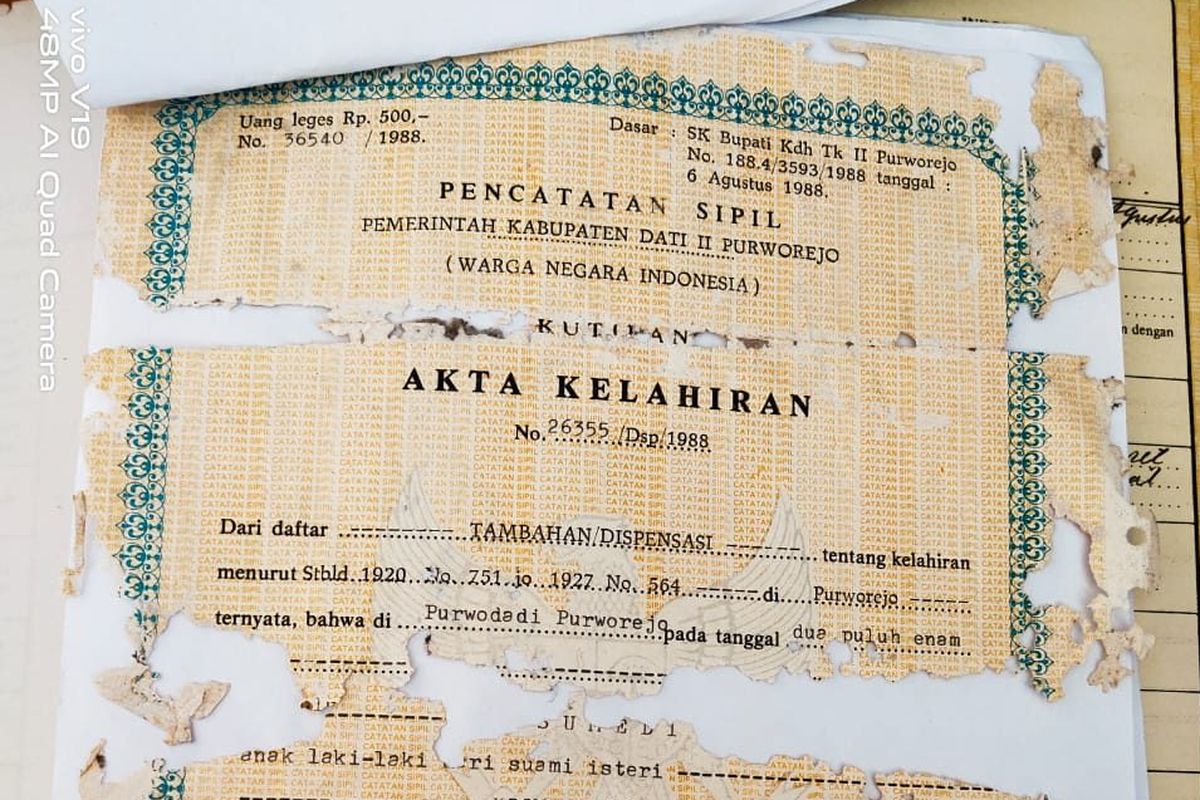 vivo V19
48MP AI Quad Camera
Uang leges Rp. 500,-
No. 36540 / 1988.
Dasar : SK Bupati Kdh Tk II Purworejo
No. 188.4/3593/1988 tanggal :
6 Agustus 1988.
PENCATATAN SIPIL
PEMERINTAH KABUPATEN DATI II PURWOREJO
(WARGA NEGARA INDONESIA)
KUTIPAN
AKTA KELAHIRAN
No. 26355 /Dsp/1988
Dari daftar --------- TAMBAHAN/DISPENSASI ------ tentang kelahiran
menurut Stbld. 1920 No. 751 jo 1927 No. 564 ------ di Purworejo -----
ternyata, bahwa di Purwodadi Purworejo pada tanggal dua puluh enam
anak laki-laki suami isteri
Agustus
n dengan